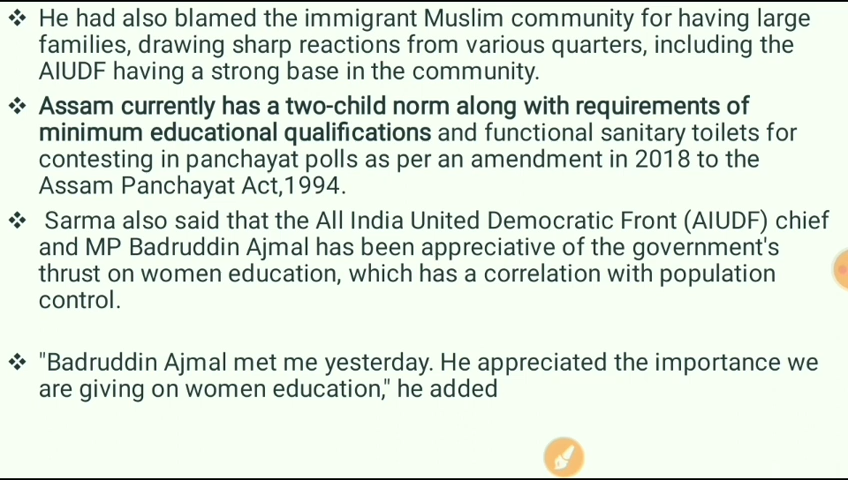 ❖ He had also blamed the immigrant Muslim community for having large
families, drawing sharp reactions from various quarters, including the
AIUDF having a strong base in the community.
❖ Assam currently has a two-child norm along with requirements of
minimum educational qualifications and functional sanitary toilets for
contesting in panchayat polls as per an amendment in 2018 to the
Assam Panchayat Act,1994.
❖ Sarma also said that the All India United Democratic Front (AIUDF) chief
and MP Badruddin Ajmal has been appreciative of the government's
thrust on women education, which has a correlation with population
control.
❖ "Badruddin Ajmal met me yesterday. He appreciated the importance we
are giving on women education," he added